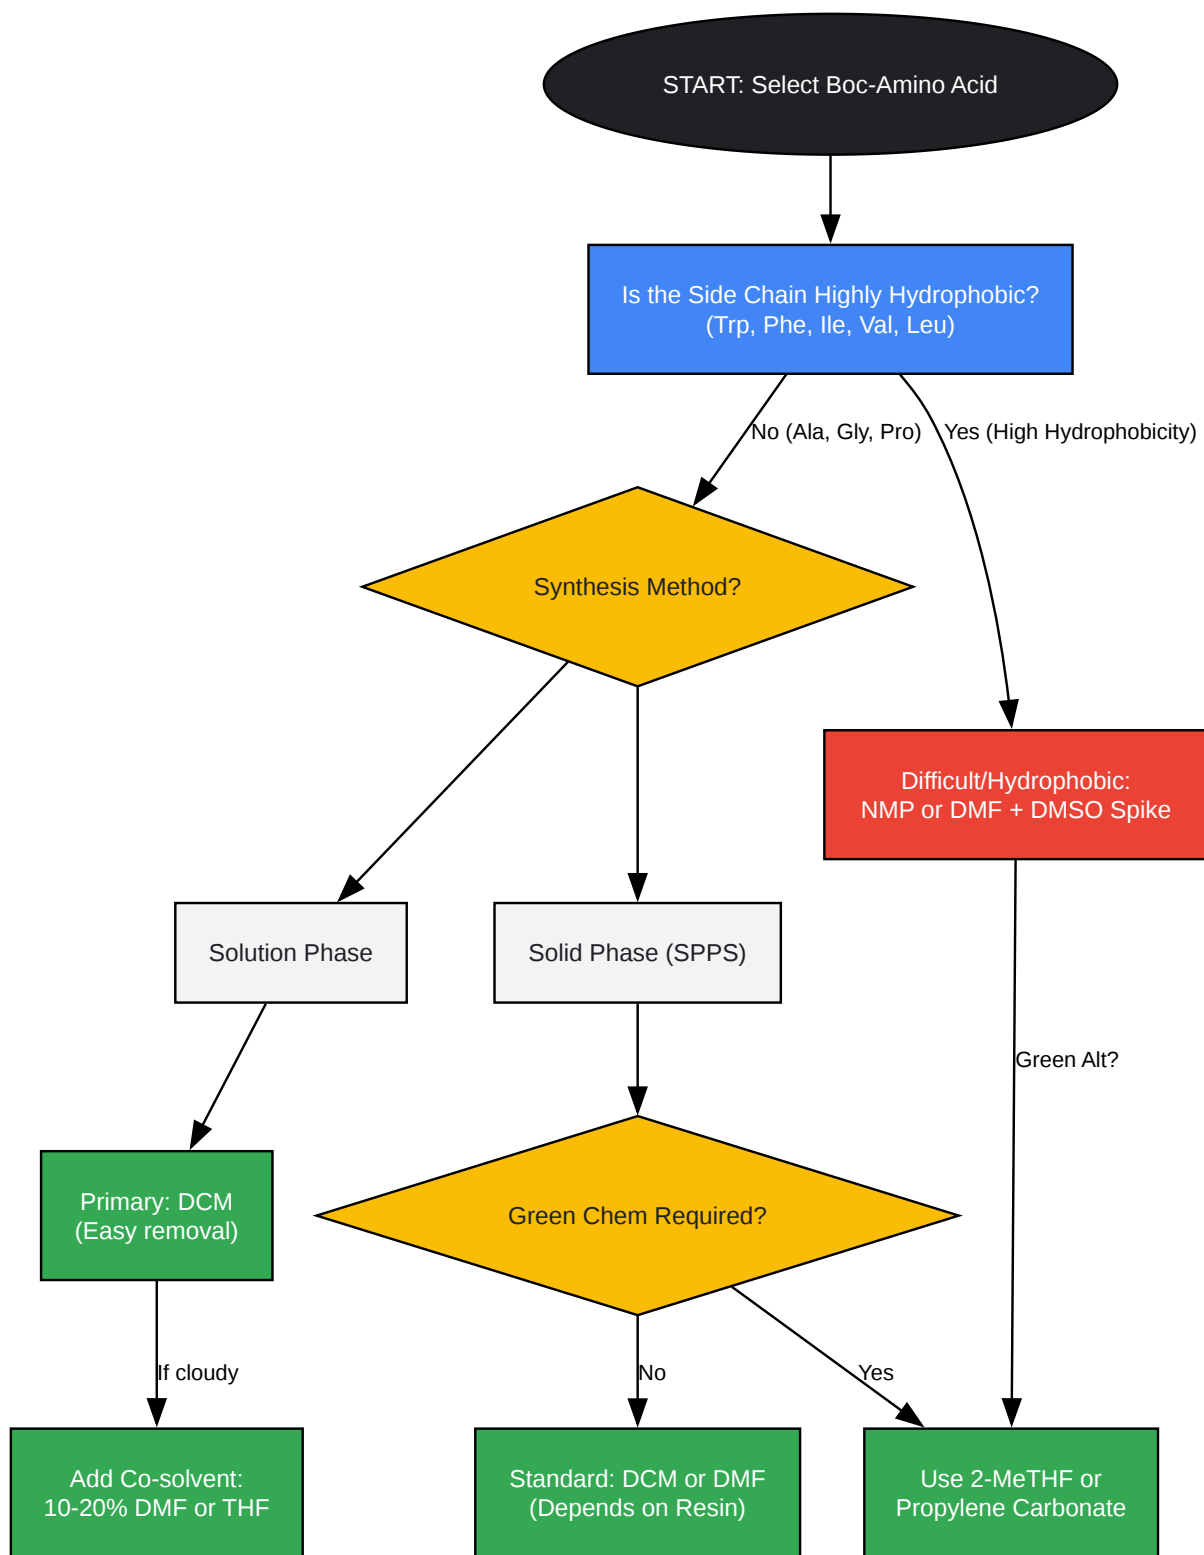 START: Select Boc-Amino Acid
Is the Side Chain Highly Hydrophobic?
(Trp, Phe, Ile, Val, Leu)
No (Ala, Gly, Pro)
Yes (High Hydrophobicity)
Synthesis Method?
Difficult/Hydrophobic:
NMP or DMF + DMSO Spike
Solution Phase
Solid Phase (SPPS)
Green Alt?
Primary: DCM
(Easy removal)
Green Chem Required?
If cloudy
No
Yes
Add Co-solvent:
10-20% DMF or THF
Standard: DCM or DMF
(Depends on Resin)
Use 2-MeTHF or
Propylene Carbonate